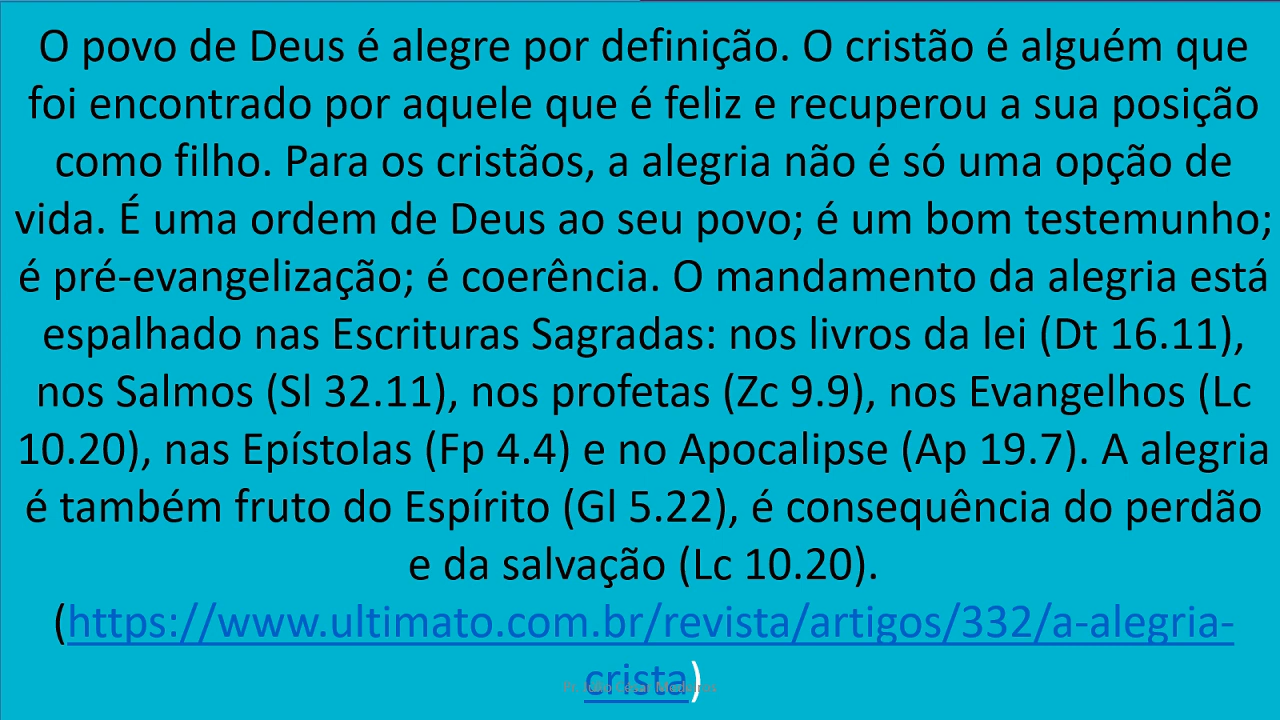 O povo de Deus é alegre por definição. O cristão é alguém que
foi encontrado por aquele que é feliz e recuperou a sua posição
como filho. Para os cristãos, a alegria não é só uma opção de
vida. É uma ordem de Deus ao seu povo; é um bom testemunho;
é pré-evangelização; é coerência. O mandamento da alegria está
espalhado nas Escrituras Sagradas: nos livros da lei (Dt 16.11),
nos Salmos (Sl 32.11), nos profetas (Zc 9.9), nos Evangelhos (Lc
10.20), nas Epístolas (Fp 4.4) e no Apocalipse (Ap 19.7). A alegria
é também fruto do Espírito (Gl 5.22), é consequência do perdão
e da salvação (Lc 10.20).
(https://www.ultimato.com.br/revista/artigos/332/a-alegria-
crista)